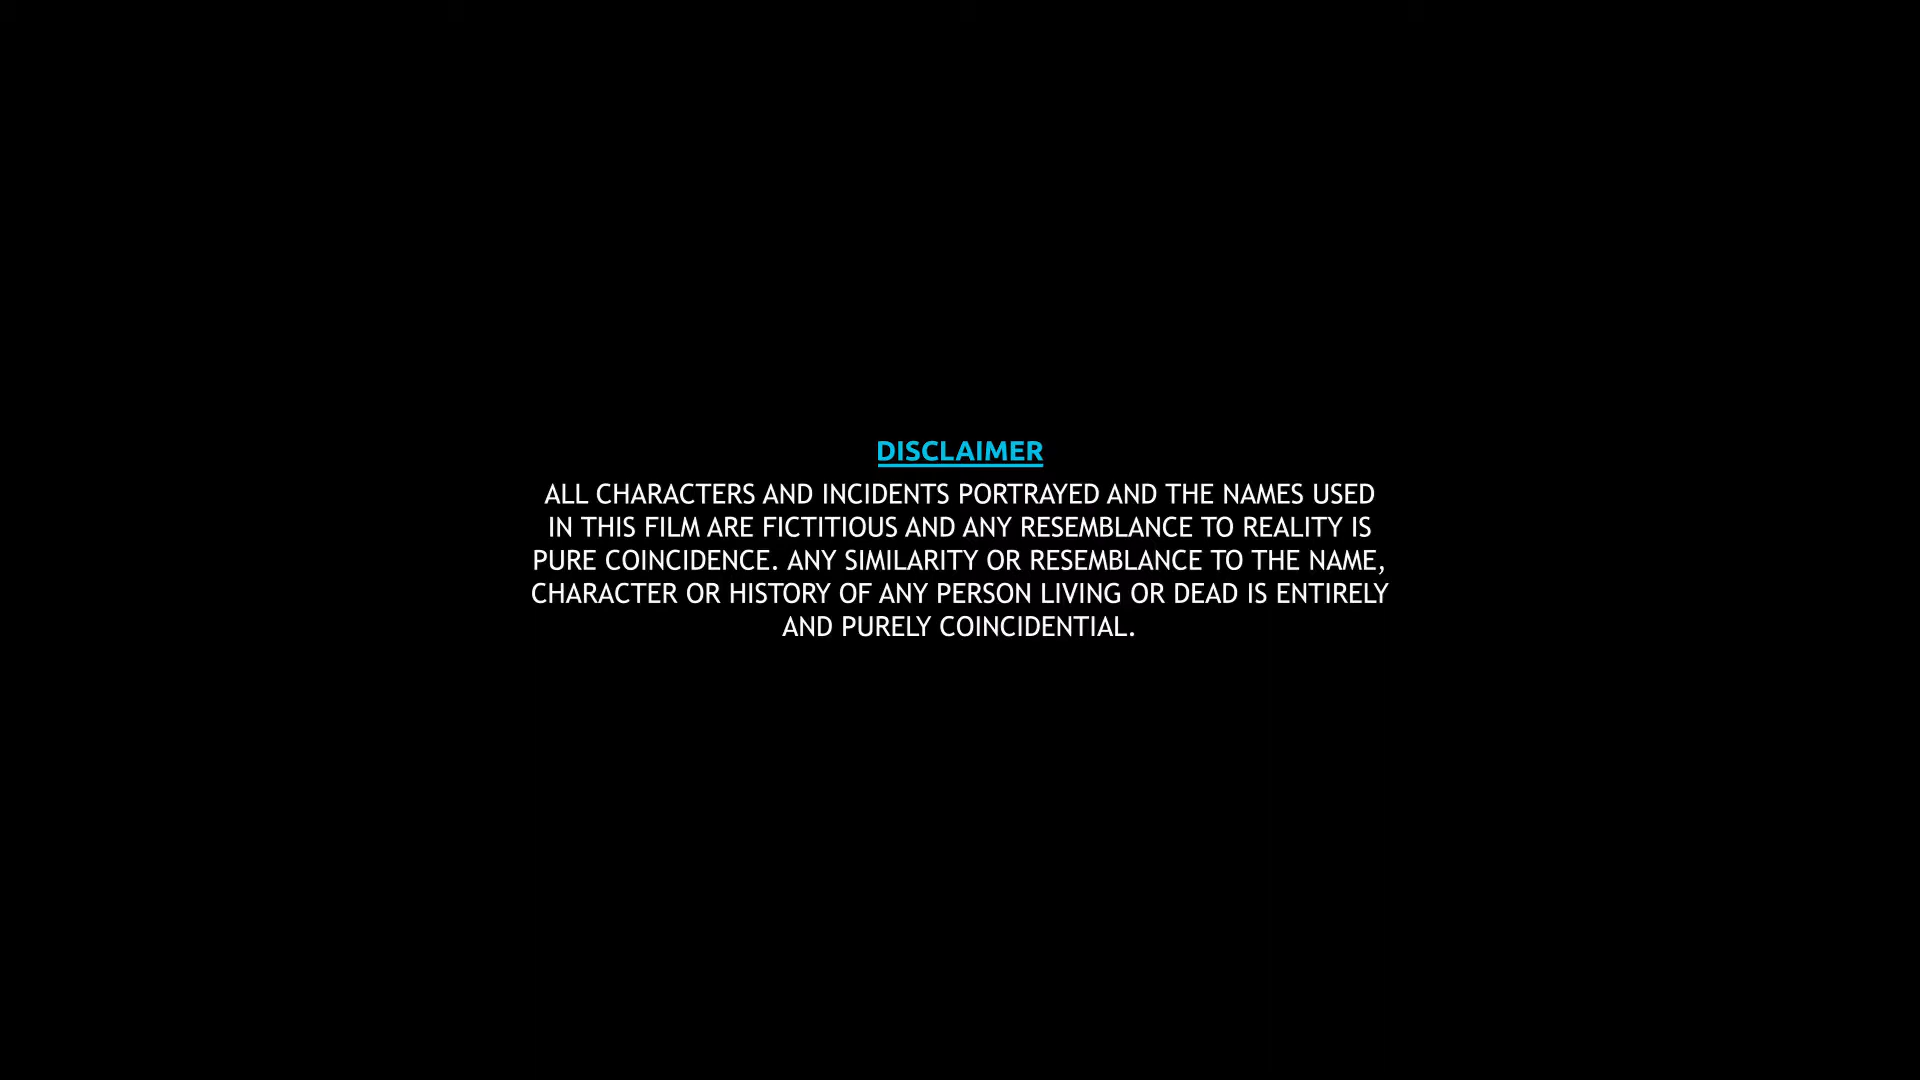 DISCLAIMER
ALL CHARACTERS AND INCIDENTS PORTRAYED AND THE NAMES USED
IN THIS FILM ARE FICTITIOUS AND ANY RESEMBLANCE TO REALITY IS
PURE COINCIDENCE. ANY SIMILARITY OR RESEMBLANCE TO THE NAME,
CHARACTER OR HISTORY OF ANY PERSON LIVING OR DEAD IS ENTIRELY
AND PURELY COINCIDENTIAL.